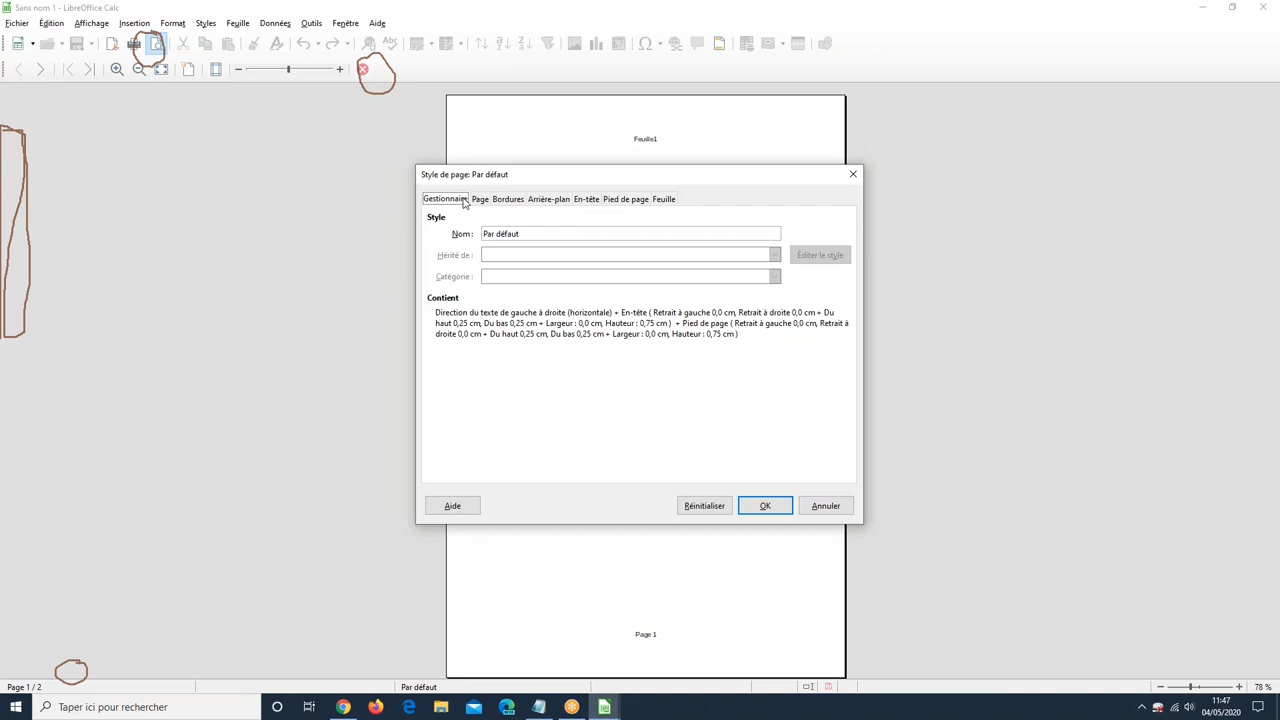 Sans nom 1 - LibreOffice Calc
Fichier Édition Affichage Insertion Format Styles Feuille Données Outils Fenêtre Aide
Feuille1
Style de page: Par défaut
Gestionnaire Page Bordures Arrière-plan En-tête Pied de page Feuille
Style
Nom : Par défaut
Hérité de : Éditer le style
Catégorie :
Contient
Direction du texte de gauche à droite (horizontale) + En-tête ( Retrait à gauche 0,0 cm, Retrait à droite 0,0 cm + Du
haut 0,25 cm, Du bas 0,25 cm + Largeur : 0,0 cm, Hauteur : 0,75 cm ) + Pied de page ( Retrait à gauche 0,0 cm, Retrait à
droite 0,0 cm + Du haut 0,25 cm, Du bas 0,25 cm + Largeur : 0,0 cm, Hauteur : 0,75 cm )
Aide Réinitialiser OK Annuler
Page 1
Page 1 / 2 Par défaut 78 %
Taper ici pour rechercher
11:47
04/05/2020